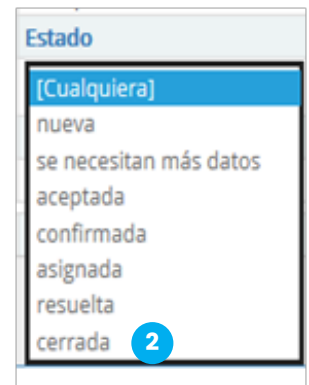 Estado
[Cualquiera]
nueva
se necesitan más datos
aceptada
confirmada
asignada
resuelta
cerrada 2